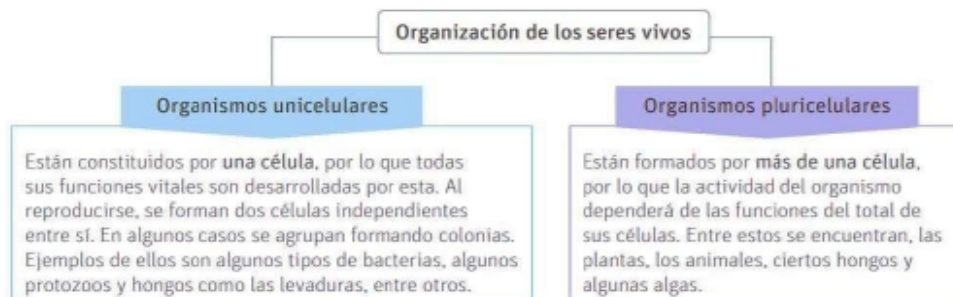 Organización de los seres vivos
Organismos unicelulares
Están constituidos por una célula, por lo que todas
sus funciones vitales son desarrolladas por esta. Al
reproducirse, se forman dos células independientes
entre sí. En algunos casos se agrupan formando colonias.
Ejemplos de ellos son algunos tipos de bacterias, algunos
protozoos y hongos como las levaduras, entre otros.
Organismos pluricelulares
Están formados por más de una célula,
por lo que la actividad del organismo
dependerá de las funciones del total de
sus células. Entre estos se encuentran, las
plantas, los animales, ciertos hongos y
algunas algas.